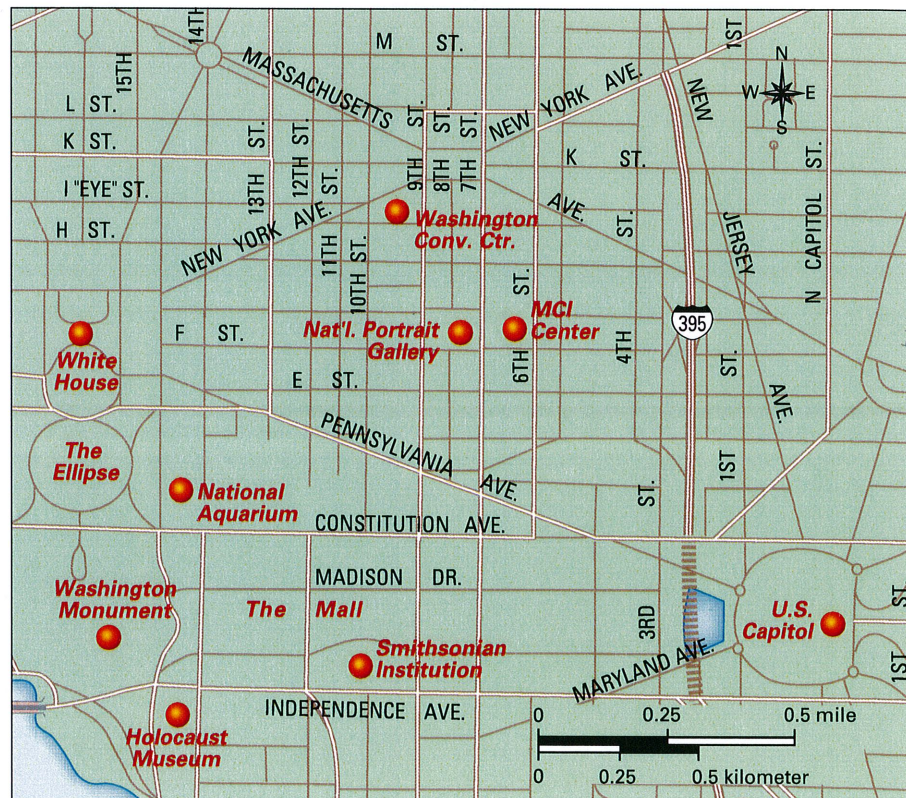 14TH
15TH
M ST.
1ST
MASSACHUSETTS
NEW YORK AVE.
NEW
N
W E
S
L ST.
K ST.
ST.
ST.
ST.
ST.
ST.
K ST.
ST.
I "EYE" ST.
13TH
12TH
ST.
9TH
8TH
7TH
AVE.
H ST.
NEW YORK AVE.
Washington
Conv. Ctr.
ST.
JERSEY
N CAPITOL
11TH
ST.
10TH
ST.
MCI
Center
395
F ST.
Nat'l. Portrait
Gallery
6TH
4TH
ST.
White
House
E ST.
AVE.
PENNSYLVANIA
AVE.
The
Ellipse
1ST
ST.
National
Aquarium
CONSTITUTION AVE.
MADISON DR.
Washington
Monument
The Mall
3RD
U.S.
Capitol
ST.
1ST
Smithsonian
Institution
MARYLAND AVE.
INDEPENDENCE AVE.
Holocaust
Museum
0 0.25 0.5 mile
0 0.25 0.5 kilometer